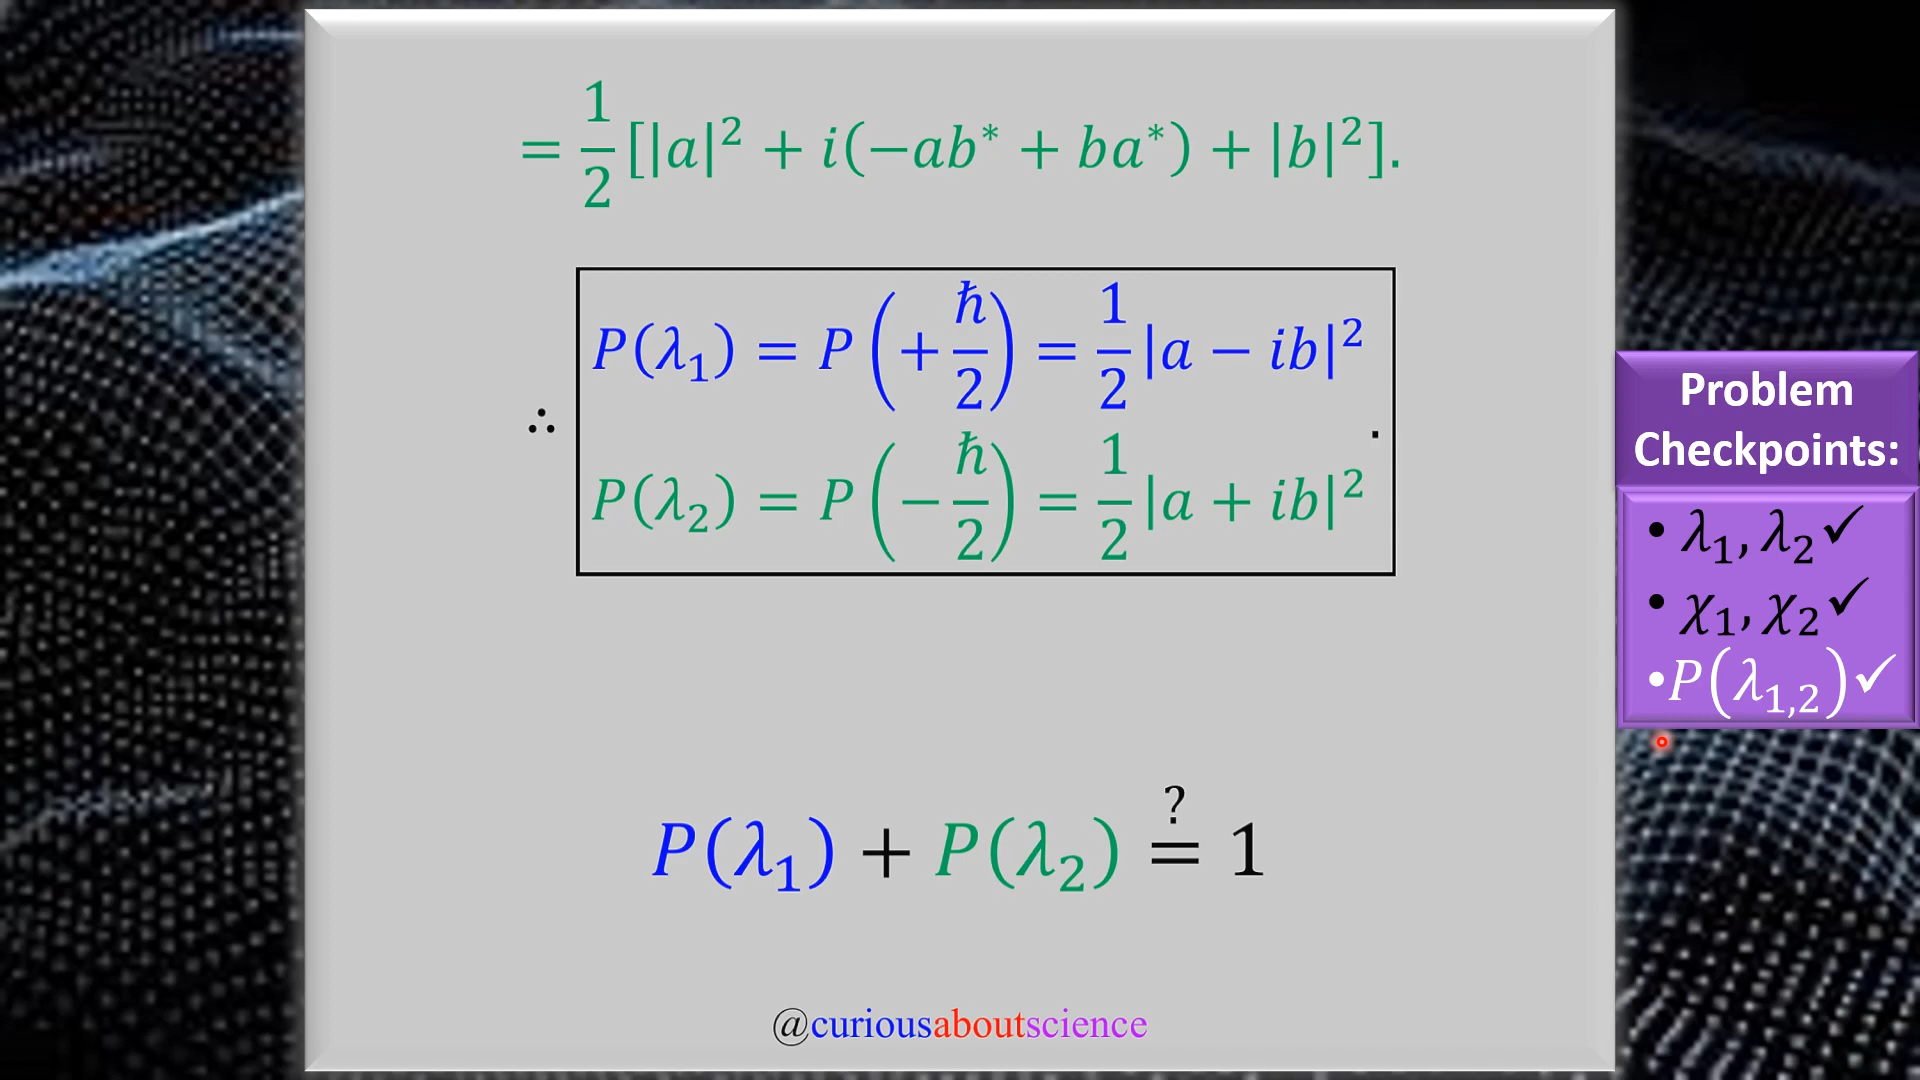 = 1/2 [|a|² + i(−ab* + ba*) + |b|²].
∴
P(λ₁) = P(+ħ/2) = 1/2 |a − ib|²
P(λ₂) = P(−ħ/2) = 1/2 |a + ib|²
.
Problem
Checkpoints:
• λ₁, λ₂ ✓
• χ₁, χ₂ ✓
• P(λ₁,₂) ✓
P(λ₁) + P(λ₂) =? 1
@curiousaboutscience